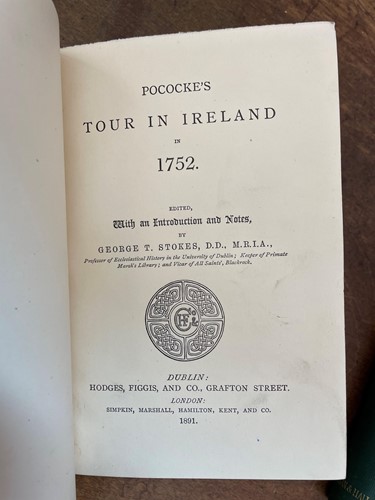 POCOCKE'S
TOUR IN IRELAND
IN
1752.
EDITED,
With an Introduction and Notes,
BY
GEORGE T. STOKES, D.D., M.R.I.A.,
Professor of Ecclesiastical History in the University of Dublin; Keeper of Primate
Marsh's Library; and Vicar of All Saints', Blackrock.
DUBLIN:
HODGES, FIGGIS, AND CO., GRAFTON STREET.
LONDON:
SIMPKIN, MARSHALL, HAMILTON, KENT, AND CO.
1891.